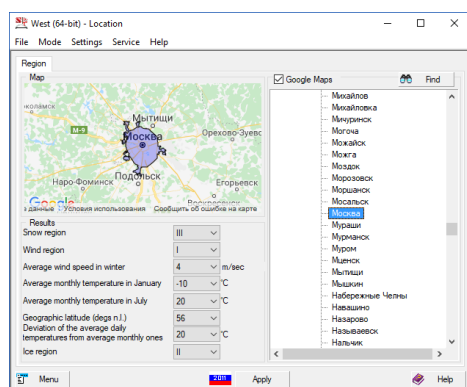 West (64-bit) - Location
File Mode Settings Service Help
Region
Map
Google Maps
Find
М-9
Мытищи
Москва
Орехово-Зуево
Подольск
Наро-Фоминск
Егорьевск
Google
Условия использования
Сообщить об ошибке на карте
Михайлов
Михайловка
Мичуринск
Могоча
Можайск
Можга
Моздок
Морозовск
Моршанск
Мосальск
Москва
Мураши
Мурманск
Муром
Мценск
Мытищи
Мышкин
Набережные Челны
Навашино
Назарово
Называевск
Нальчик
Results
Snow region III
Wind region I
Average wind speed in winter 4 m/sec
Average monthly temperature in January -10 °C
Average monthly temperature in July 20 °C
Geographic latitude (degs n.l.) 56
Deviation of the average daily
temperatures from average monthly ones 20 °C
Ice region II
Menu
2011 Apply
Help